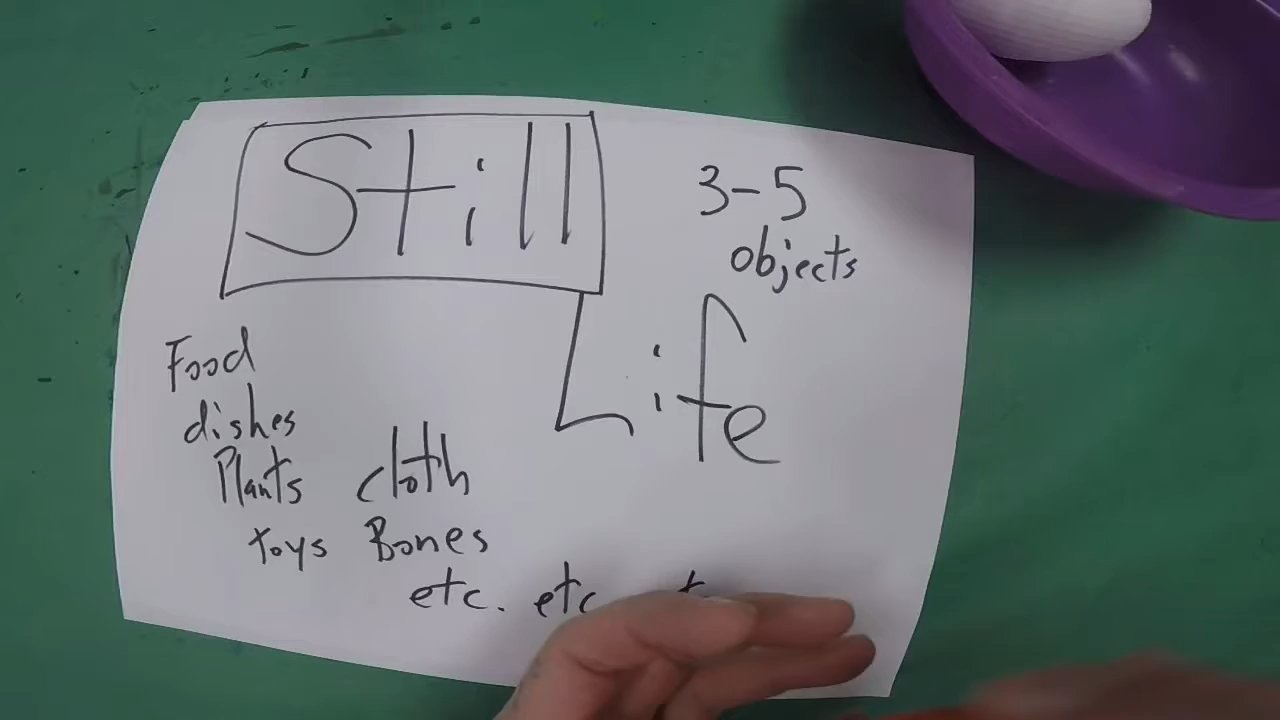 Still
3-5
objects
Life
Food
dishes
Plants cloth
toys Bones
etc. etc